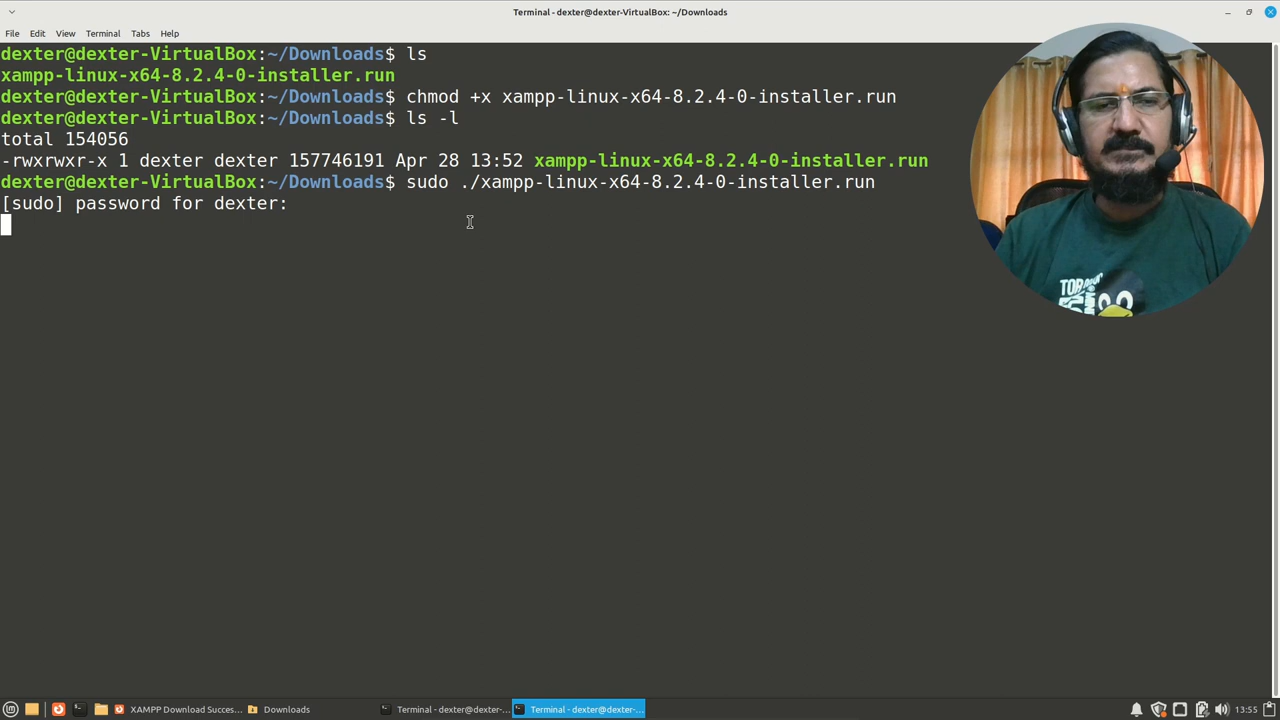 Terminal - dexter@dexter-VirtualBox: ~/Downloads
File Edit View Terminal Tabs Help
dexter@dexter-VirtualBox:~/Downloads$ ls
xampp-linux-x64-8.2.4-0-installer.run
dexter@dexter-VirtualBox:~/Downloads$ chmod +x xampp-linux-x64-8.2.4-0-installer.run
dexter@dexter-VirtualBox:~/Downloads$ ls -l
total 154056
-rwxrwxr-x 1 dexter dexter 157746191 Apr 28 13:52 xampp-linux-x64-8.2.4-0-installer.run
dexter@dexter-VirtualBox:~/Downloads$ sudo ./xampp-linux-x64-8.2.4-0-installer.run
[sudo] password for dexter:
XAMPP Download Succes... Downloads Terminal - dexter@dexter-... Terminal - dexter@dexter-... 13:55